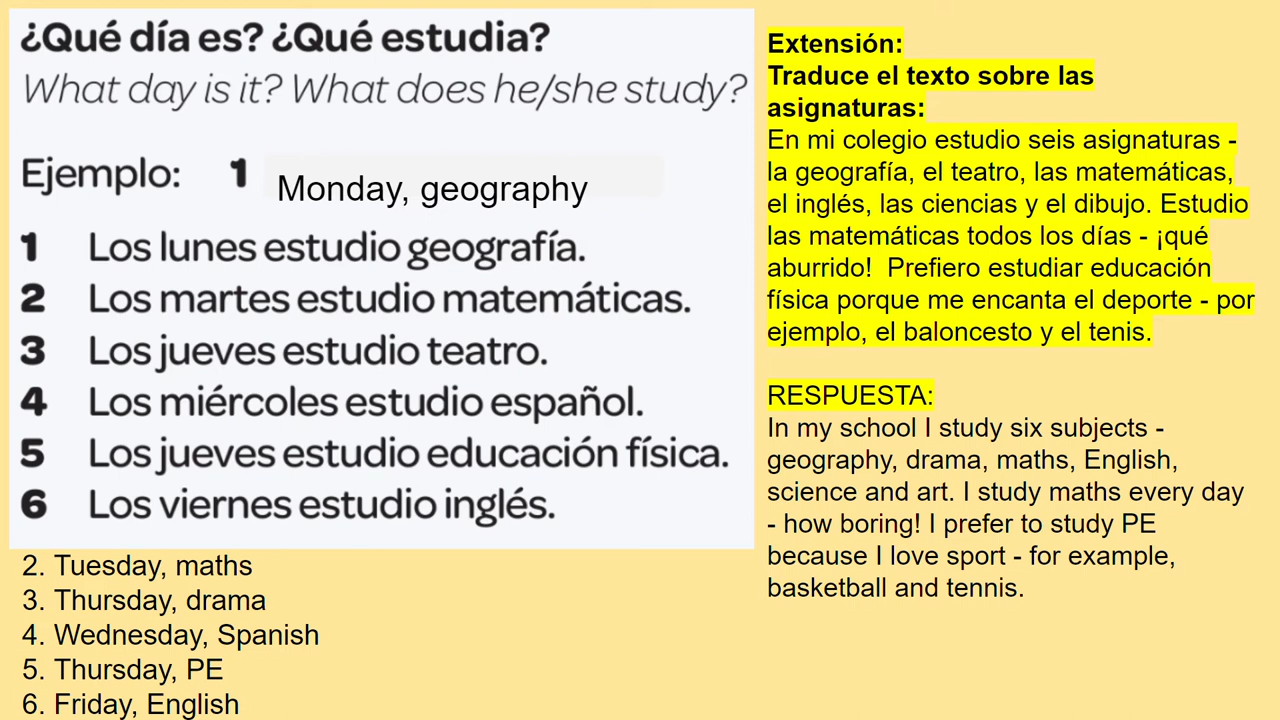 ¿Qué día es? ¿Qué estudia?
What day is it? What does he/she study?
Ejemplo: 1 Monday, geography
1 Los lunes estudio geografía.
2 Los martes estudio matemáticas.
3 Los jueves estudio teatro.
4 Los miércoles estudio español.
5 Los jueves estudio educación física.
6 Los viernes estudio inglés.
2. Tuesday, maths
3. Thursday, drama
4. Wednesday, Spanish
5. Thursday, PE
6. Friday, English
Extensión:
Traduce el texto sobre las
asignaturas:
En mi colegio estudio seis asignaturas -
la geografía, el teatro, las matemáticas,
el inglés, las ciencias y el dibujo. Estudio
las matemáticas todos los días - ¡qué
aburrido! Prefiero estudiar educación
física porque me encanta el deporte - por
ejemplo, el baloncesto y el tenis.
RESPUESTA:
In my school I study six subjects -
geography, drama, maths, English,
science and art. I study maths every day
- how boring! I prefer to study PE
because I love sport - for example,
basketball and tennis.